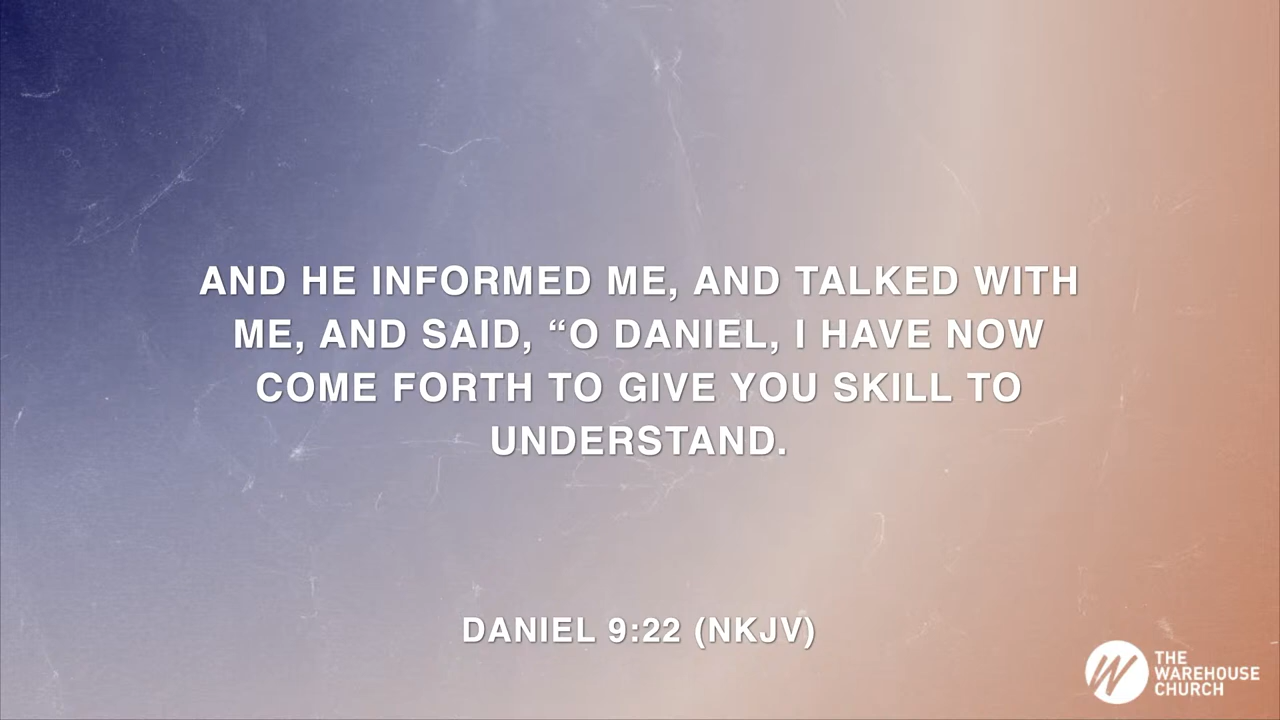 AND HE INFORMED ME, AND TALKED WITH
ME, AND SAID, “O DANIEL, I HAVE NOW
COME FORTH TO GIVE YOU SKILL TO
UNDERSTAND.
DANIEL 9:22 (NKJV)
THE
WAREHOUSE
CHURCH